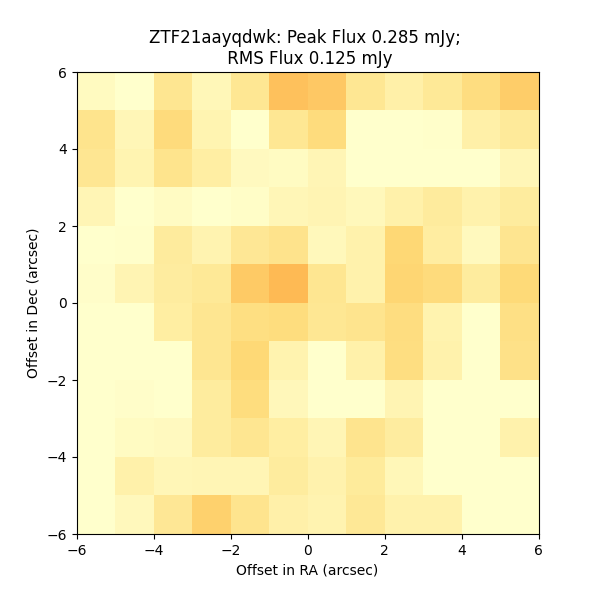 ZTF21aayqdwk: Peak Flux 0.285 mJy;
RMS Flux 0.125 mJy
6
4
2
0
−2
−4
−6
Offset in Dec (arcsec)
−6 −4 −2 0 2 4 6
Offset in RA (arcsec)